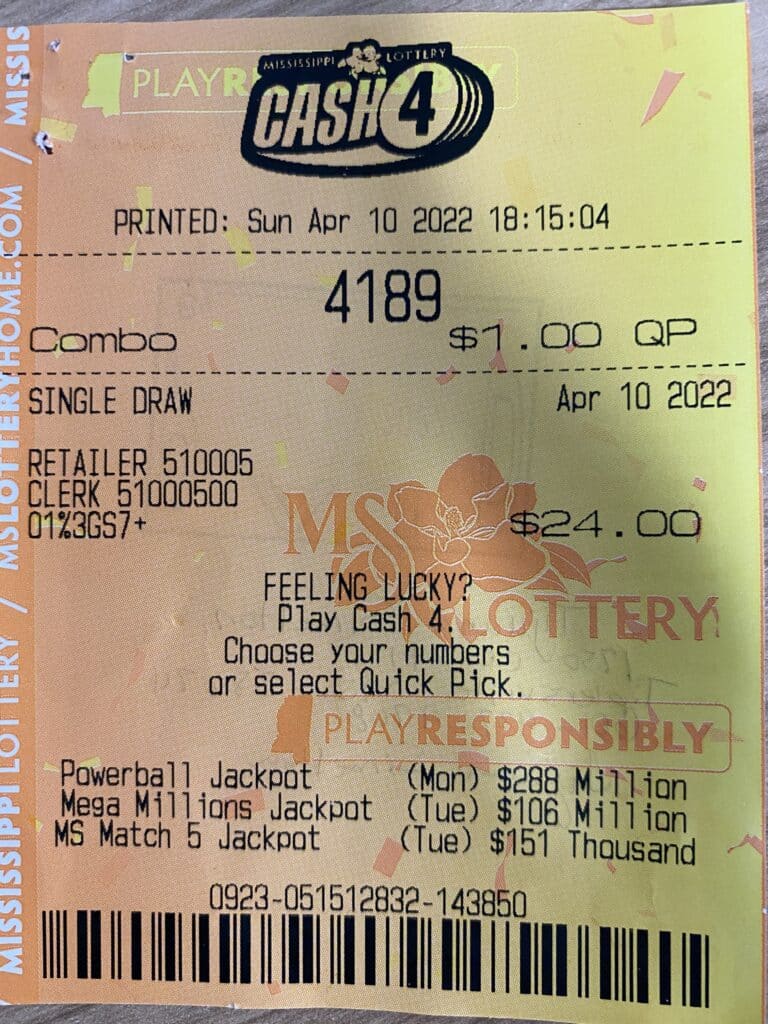 MISSISSIPPI LOTTERY
CASH 4
PLAYRESPONSIBLY
PRINTED: Sun Apr 10 2022 18:15:04
4189
Combo $1.00 QP
SINGLE DRAW Apr 10 2022
RETAILER 510005
CLERK 51000500
01%3GS7+ $24.00
MS LOTTERY
FEELING LUCKY?
Play Cash 4.
Choose your numbers
or select Quick Pick.
PLAYRESPONSIBLY
Powerball Jackpot (Mon) $288 Million
Mega Millions Jackpot (Tue) $106 Million
MS Match 5 Jackpot (Tue) $151 Thousand
0923-051512832-143850
MISSISSIPPI LOTTERY / MSLOTTERYHOME.COM / MISSIS